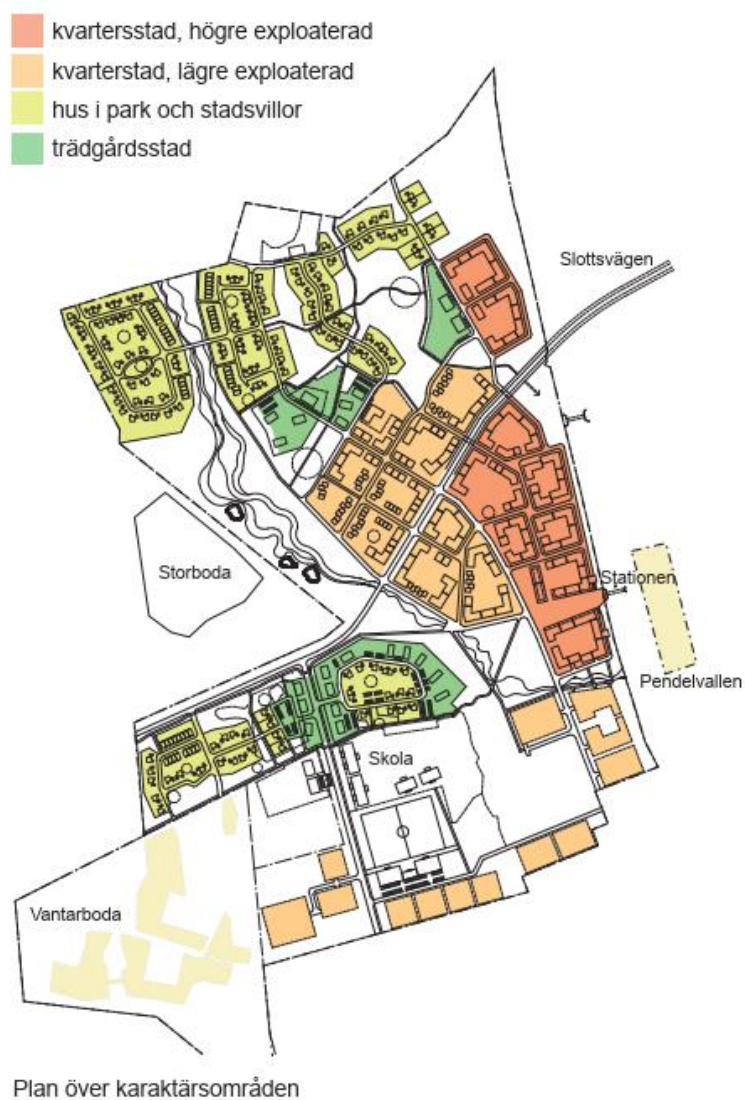 kvartersstad, högre exploaterad
kvarterstad, lägre exploaterad
hus i park och stadsvillor
trädgårdsstad
Slottsvägen
Storboda
Stationen
Pendelvallen
Skola
Vantarboda
Plan över karaktärsområden